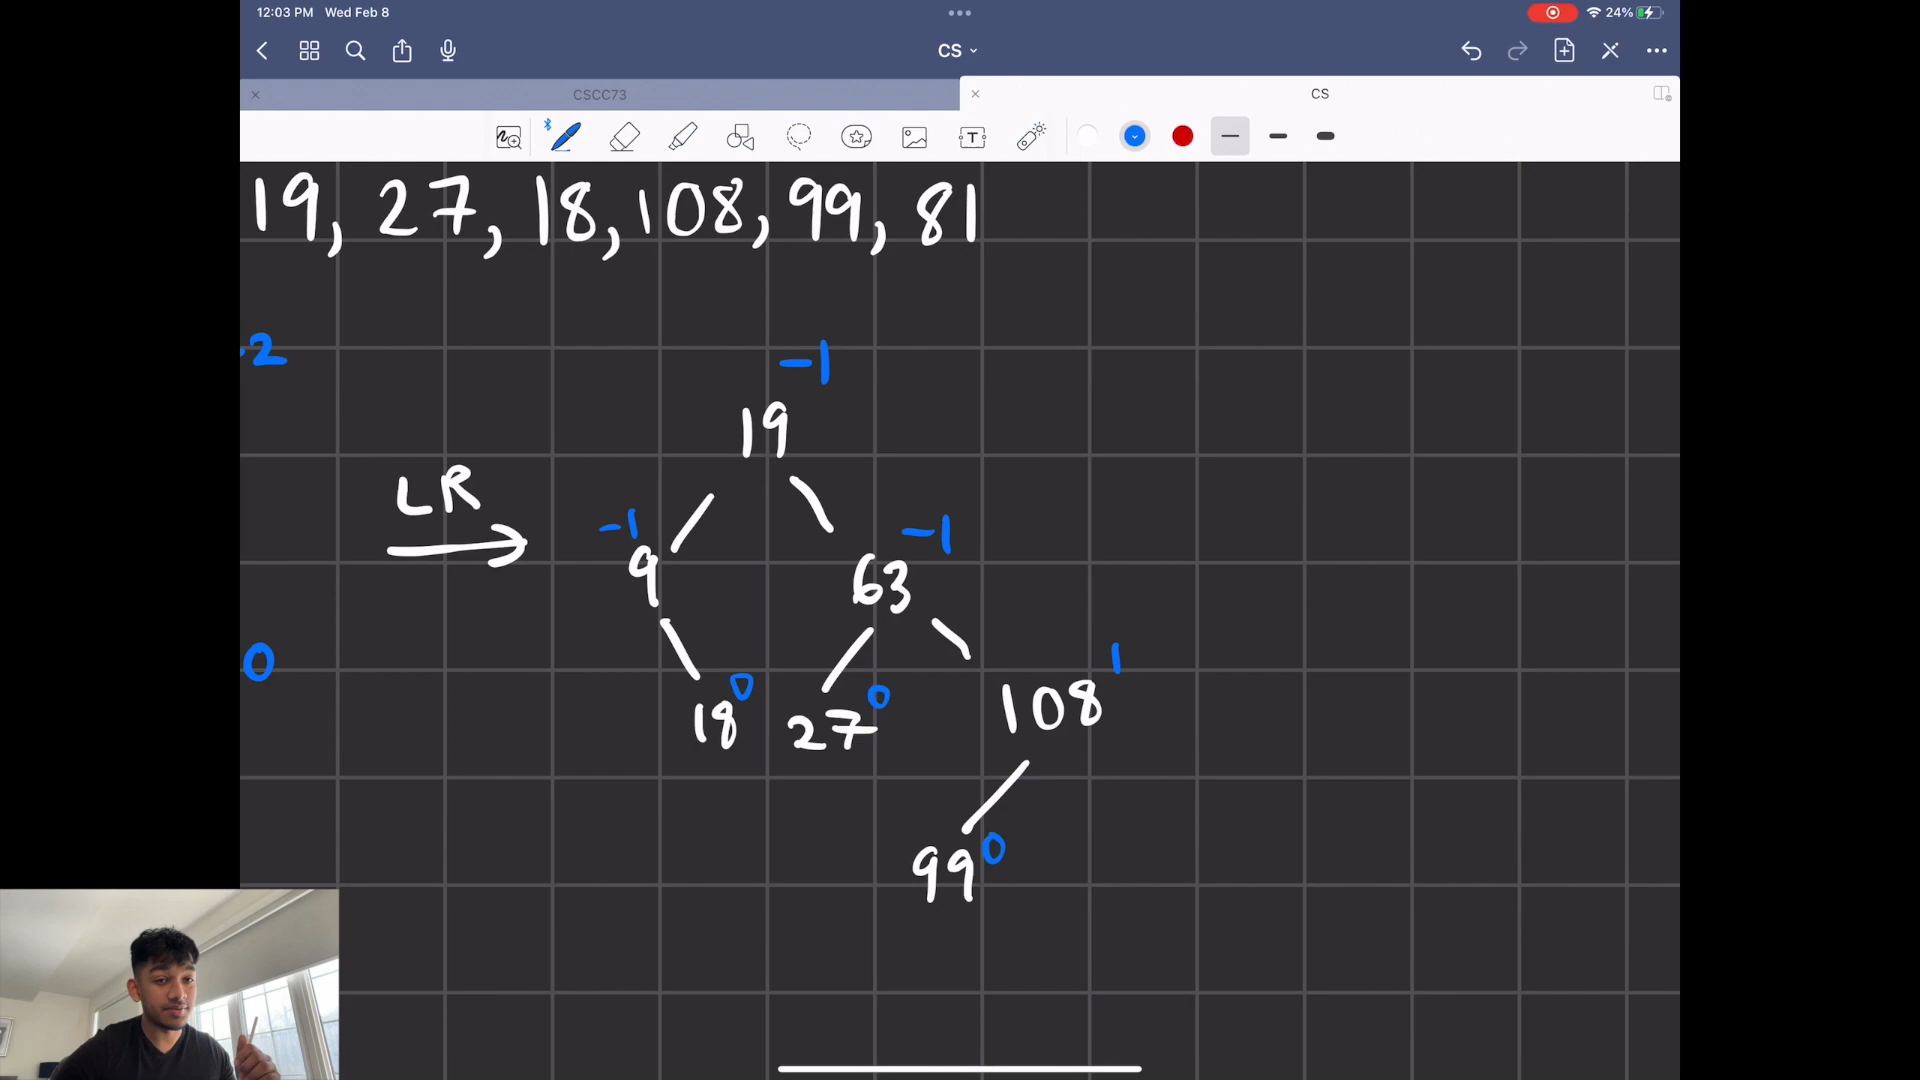 12:03 PM Wed Feb 8
24%
CS
CSCC73
CS
T
19, 27, 18, 108, 99, 81
-2
-1
19
LR
-1
-1
9
63
1
0
0
0
18
27
108
0
99